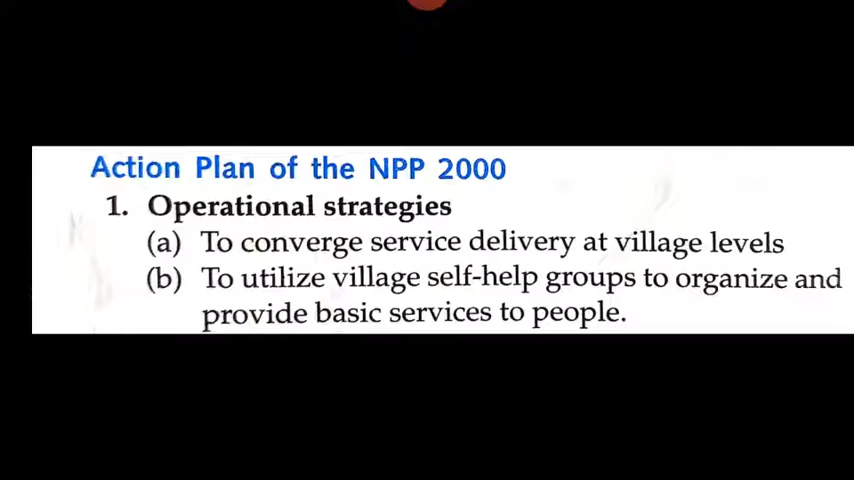 Action Plan of the NPP 2000
1. Operational strategies
(a) To converge service delivery at village levels
(b) To utilize village self-help groups to organize and
provide basic services to people.